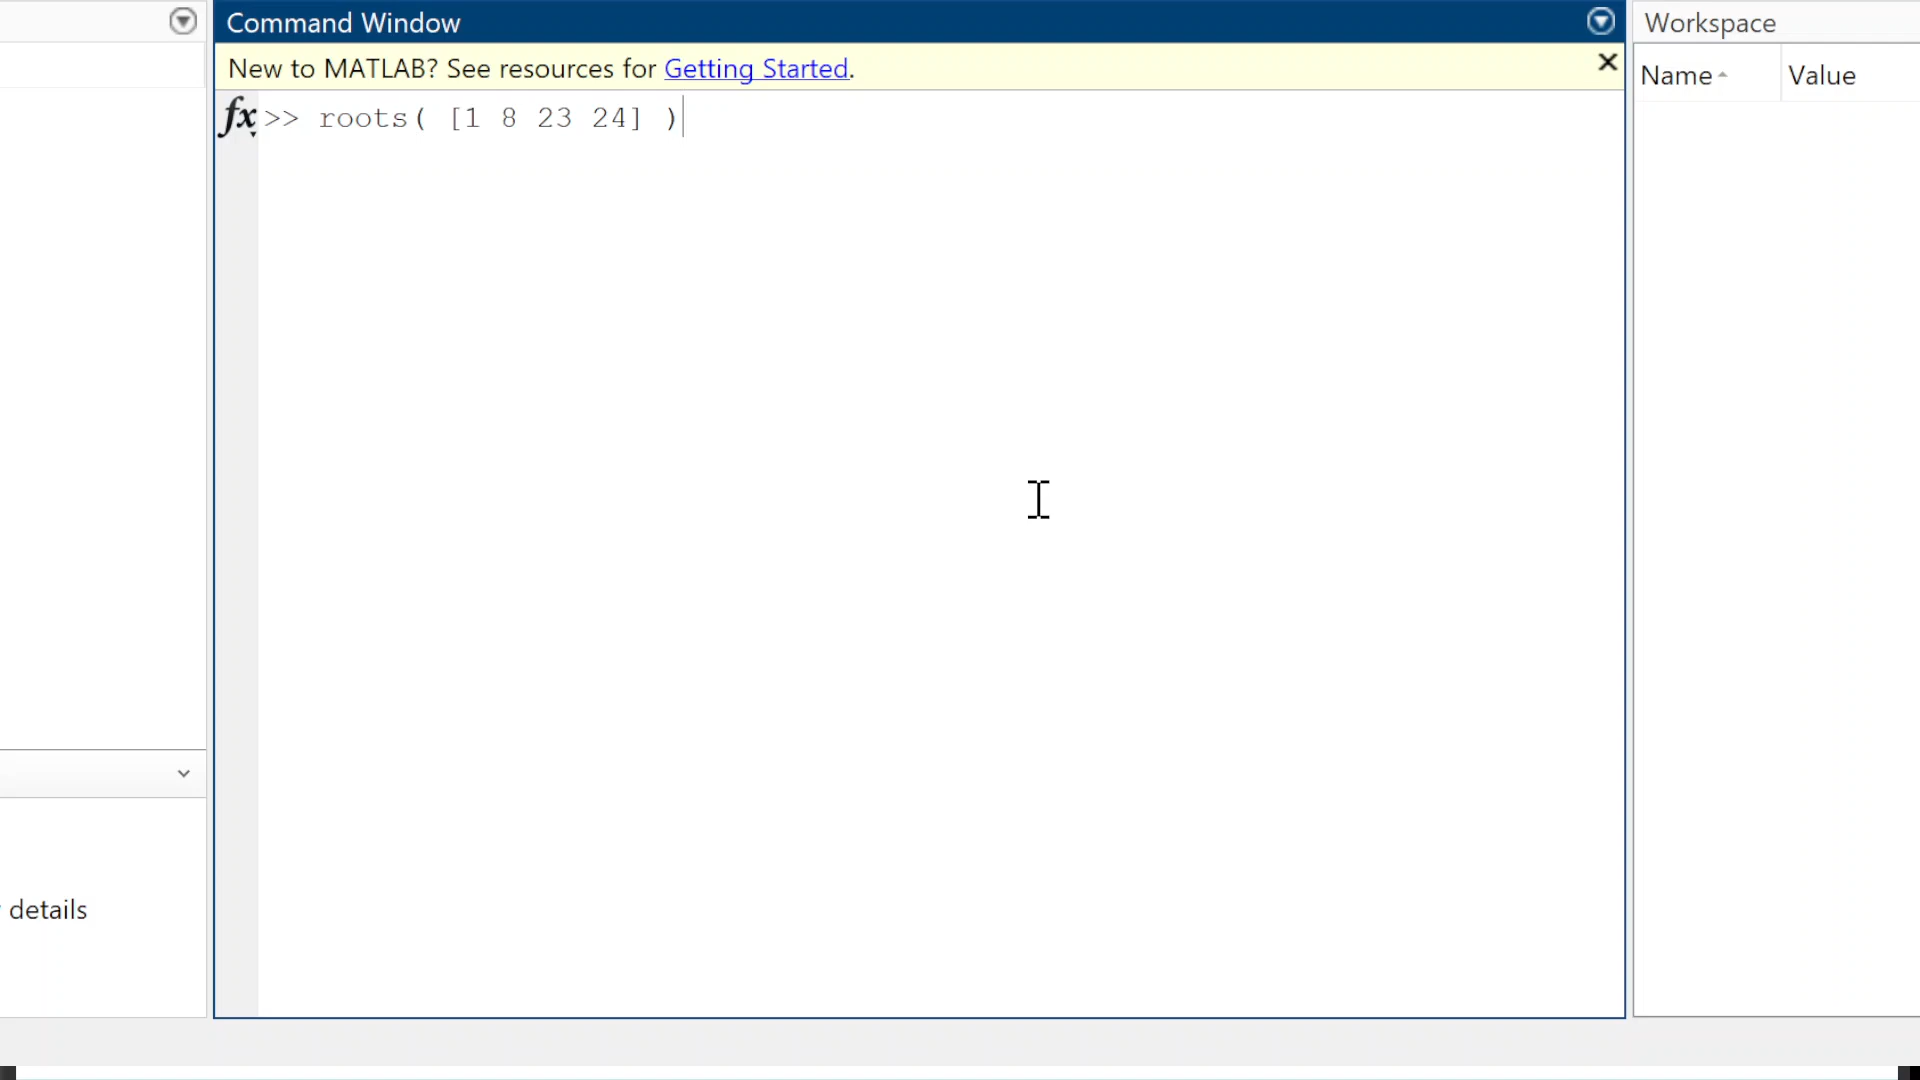 Command Window
New to MATLAB? See resources for Getting Started.
fx >> roots( [1 8 23 24] )
Workspace
Name Value
details